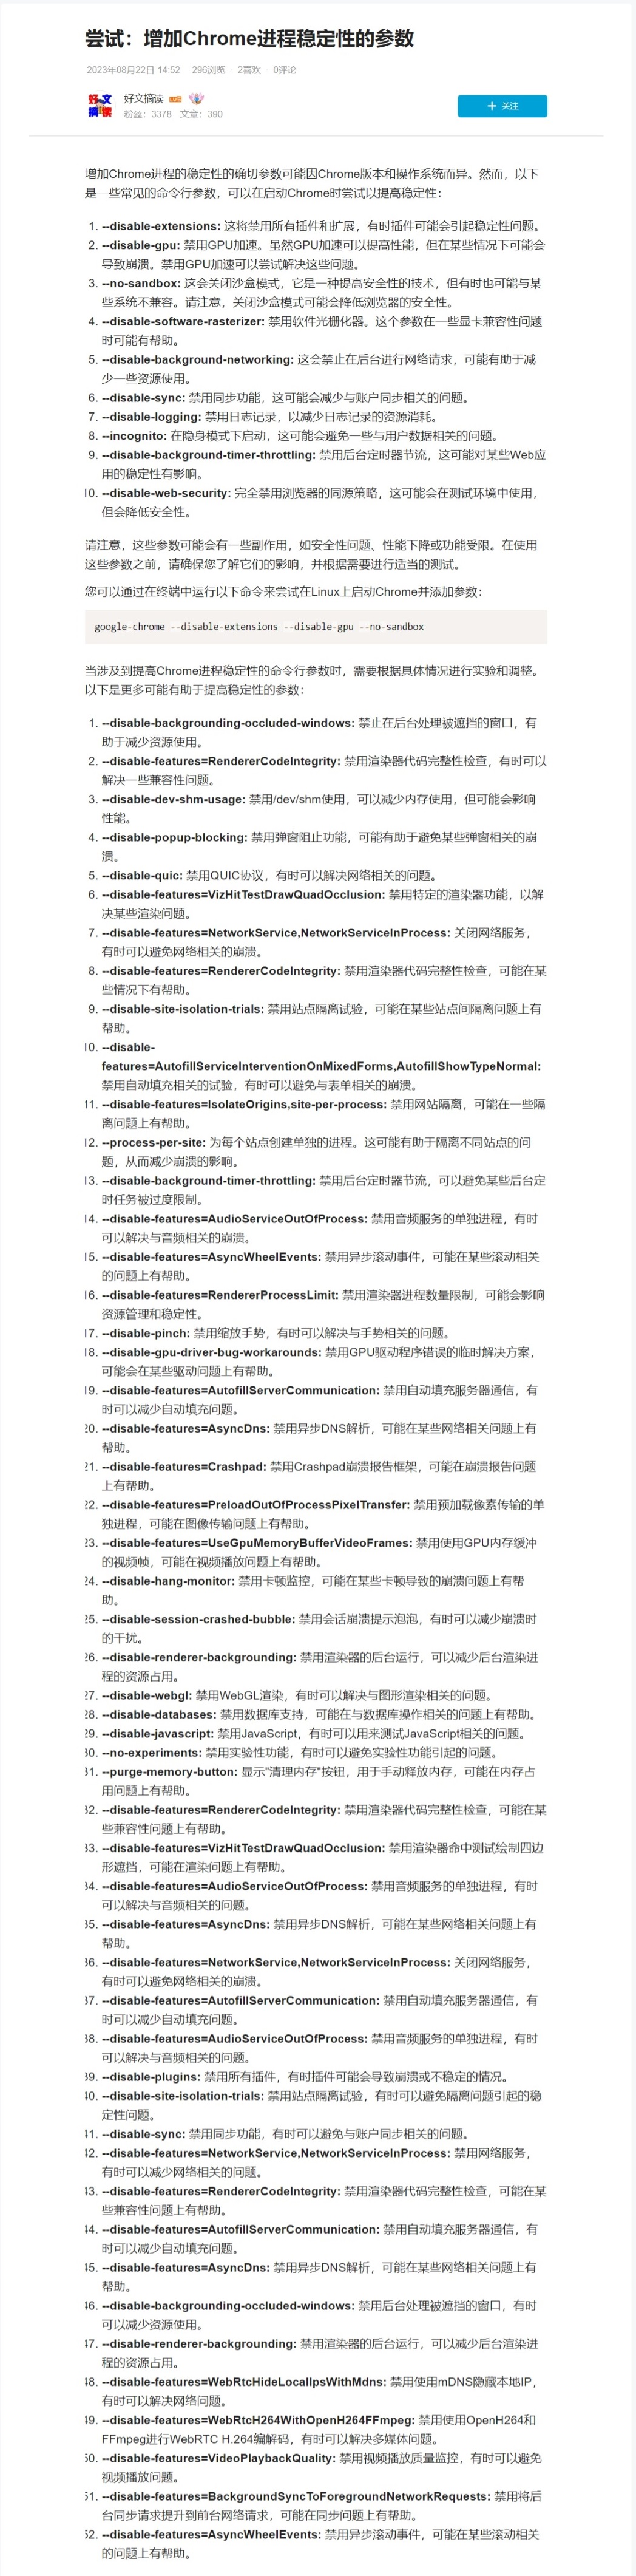 尝试：增加Chrome进程稳定性的参数
2023年08月22日 14:52 296浏览 · 2喜欢 · 0评论
好文摘读
粉丝：3378 文章：390
+ 关注
增加Chrome进程的稳定性的确切参数可能因Chrome版本和操作系统而异。然而，以下
是一些常见的命令行参数，可以在启动Chrome时尝试以提高稳定性：
1. --disable-extensions: 这将禁用所有插件和扩展，有时插件可能会引起稳定性问题。
2. --disable-gpu: 禁用GPU加速。虽然GPU加速可以提高性能，但在某些情况下可能会
导致崩溃。禁用GPU加速可以尝试解决这些问题。
3. --no-sandbox: 这会关闭沙盒模式，它是一种提高安全性的技术，但有时也可能与某
些系统不兼容。请注意，关闭沙盒模式可能会降低浏览器的安全性。
4. --disable-software-rasterizer: 禁用软件光栅化器。这个参数在一些显卡兼容性问题
时可能有帮助。
5. --disable-background-networking: 这会禁止在后台进行网络请求，可能有助于减
少一些资源使用。
6. --disable-sync: 禁用同步功能，这可能会减少与账户同步相关的问题。
7. --disable-logging: 禁用日志记录，以减少日志记录的资源消耗。
8. --incognito: 在隐身模式下启动，这可能会避免一些与用户数据相关的问题。
9. --disable-background-timer-throttling: 禁用后台定时器节流，这可能对某些Web应
用的稳定性有影响。
10. --disable-web-security: 完全禁用浏览器的同源策略，这可能会在测试环境中使用，
但会降低安全性。
请注意，这些参数可能会有一些副作用，如安全性问题、性能下降或功能受限。在使用
这些参数之前，请确保您了解它们的影响，并根据需要进行适当的测试。
您可以通过在终端中运行以下命令来尝试在Linux上启动Chrome并添加参数：
google-chrome --disable-extensions --disable-gpu --no-sandbox
当涉及到提高Chrome进程稳定性的命令行参数时，需要根据具体情况进行实验和调整。
以下是更多可能有助于提高稳定性的参数：
1. --disable-backgrounding-occluded-windows: 禁止在后台处理被遮挡的窗口，有
助于减少资源使用。
2. --disable-features=RendererCodeIntegrity: 禁用渲染器代码完整性检查，有时可以
解决一些兼容性问题。
3. --disable-dev-shm-usage: 禁用/dev/shm使用，可以减少内存使用，但可能会影响
性能。
4. --disable-popup-blocking: 禁用弹窗阻止功能，可能有助于避免某些弹窗相关的崩
溃。
5. --disable-quic: 禁用QUIC协议，有时可以解决网络相关的问题。
6. --disable-features=VizHitTestDrawQuadOcclusion: 禁用特定的渲染器功能，以解
决某些渲染问题。
7. --disable-features=NetworkService,NetworkServiceInProcess: 关闭网络服务，
有时可以避免网络相关的崩溃。
8. --disable-features=RendererCodeIntegrity: 禁用渲染器代码完整性检查，可能在某
些情况下有帮助。
9. --disable-site-isolation-trials: 禁用站点隔离试验，可能在某些站点间隔离问题上有
帮助。
10. --disable-
features=AutofillServiceInterventionOnMixedForms,AutofillShowTypeNormal:
禁用自动填充相关的试验，有时可以避免与表单相关的崩溃。
11. --disable-features=IsolateOrigins,site-per-process: 禁用网站隔离，可能在一些隔
离问题上有帮助。
12. --process-per-site: 为每个站点创建单独的进程。这可能有助于隔离不同站点的问
题，从而减少崩溃的影响。
13. --disable-background-timer-throttling: 禁用后台定时器节流，可以避免某些后台定
时任务被过度限制。
14. --disable-features=AudioServiceOutOfProcess: 禁用音频服务的单独进程，有时
可以解决与音频相关的崩溃。
15. --disable-features=AsyncWheelEvents: 禁用异步滚动事件，可能在某些滚动相关
的问题上有帮助。
16. --disable-features=RendererProcessLimit: 禁用渲染器进程数量限制，可能会影响
资源管理和稳定性。
17. --disable-pinch: 禁用缩放手势，有时可以解决与手势相关的问题。
18. --disable-gpu-driver-bug-workarounds: 禁用GPU驱动程序错误的临时解决方案，
可能会在某些驱动问题上有帮助。
19. --disable-features=AutofillServerCommunication: 禁用自动填充服务器通信，有
时可以减少自动填充问题。
20. --disable-features=AsyncDns: 禁用异步DNS解析，可能在某些网络相关问题上有
帮助。
21. --disable-features=Crashpad: 禁用Crashpad崩溃报告框架，可能在崩溃报告问题
上有帮助。
22. --disable-features=PreloadOutOfProcessPixelTransfer: 禁用预加载像素传输的单
独进程，可能在图像传输问题上有帮助。
23. --disable-features=UseGpuMemoryBufferVideoFrames: 禁用使用GPU内存缓冲
的视频帧，可能在视频播放问题上有帮助。
24. --disable-hang-monitor: 禁用卡顿监控，可能在某些卡顿导致的崩溃问题上有帮
助。
25. --disable-session-crashed-bubble: 禁用会话崩溃提示泡泡，有时可以减少崩溃时
的干扰。
26. --disable-renderer-backgrounding: 禁用渲染器的后台运行，可以减少后台渲染进
程的资源占用。
27. --disable-webgl: 禁用WebGL渲染，有时可以解决与图形渲染相关的问题。
28. --disable-databases: 禁用数据库支持，可能在与数据库操作相关的问题上有帮助。
29. --disable-javascript: 禁用JavaScript，有时可以用来测试JavaScript相关的问题。
30. --no-experiments: 禁用实验性功能，有时可以避免实验性功能引起的问题。
31. --purge-memory-button: 显示"清理内存"按钮，用于手动释放内存，可能在内存占
用问题上有帮助。
32. --disable-features=RendererCodeIntegrity: 禁用渲染器代码完整性检查，可能在某
些兼容性问题上有帮助。
33. --disable-features=VizHitTestDrawQuadOcclusion: 禁用渲染器命中测试绘制四边
形遮挡，可能在渲染问题上有帮助。
34. --disable-features=AudioServiceOutOfProcess: 禁用音频服务的单独进程，有时
可以解决与音频相关的问题。
35. --disable-features=AsyncDns: 禁用异步DNS解析，可能在某些网络相关问题上有
帮助。
36. --disable-features=NetworkService,NetworkServiceInProcess: 关闭网络服务，
有时可以避免网络相关的崩溃。
37. --disable-features=AutofillServerCommunication: 禁用自动填充服务器通信，有
时可以减少自动填充问题。
38. --disable-features=AudioServiceOutOfProcess: 禁用音频服务的单独进程，有时
可以解决与音频相关的问题。
39. --disable-plugins: 禁用所有插件，有时插件可能会导致崩溃或不稳定的情况。
40. --disable-site-isolation-trials: 禁用站点隔离试验，有时可以避免隔离问题引起的稳
定性问题。
41. --disable-sync: 禁用同步功能，有时可以避免与账户同步相关的问题。
42. --disable-features=NetworkService,NetworkServiceInProcess: 禁用网络服务，
有时可以减少网络相关的问题。
43. --disable-features=RendererCodeIntegrity: 禁用渲染器代码完整性检查，可能在某
些兼容性问题上有帮助。
44. --disable-features=AutofillServerCommunication: 禁用自动填充服务器通信，有
时可以减少自动填充问题。
45. --disable-features=AsyncDns: 禁用异步DNS解析，可能在某些网络相关问题上有
帮助。
46. --disable-backgrounding-occluded-windows: 禁用后台处理被遮挡的窗口，有时
可以减少资源使用。
47. --disable-renderer-backgrounding: 禁用渲染器的后台运行，可以减少后台渲染进
程的资源占用。
48. --disable-features=WebRtcHideLocalIpsWithMdns: 禁用使用mDNS隐藏本地IP，
有时可以解决网络问题。
49. --disable-features=WebRtcH264WithOpenH264FFmpeg: 禁用使用OpenH264和
FFmpeg进行WebRTC H.264编解码，有时可以解决多媒体问题。
50. --disable-features=VideoPlaybackQuality: 禁用视频播放质量监控，有时可以避免
视频播放问题。
51. --disable-features=BackgroundSyncToForegroundNetworkRequests: 禁用将后
台同步请求提升到前台网络请求，可能在同步问题上有帮助。
52. --disable-features=AsyncWheelEvents: 禁用异步滚动事件，可能在某些滚动相关
的问题上有帮助。